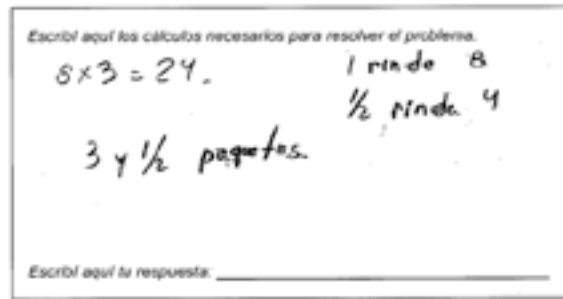 Escribí aquí los cálculos necesarios para resolver el problema.
8 x 3 = 24.
1 rinde 8
1/2 rinde 4
3 y 1/2 paquetes.
Escribí aquí tu respuesta: